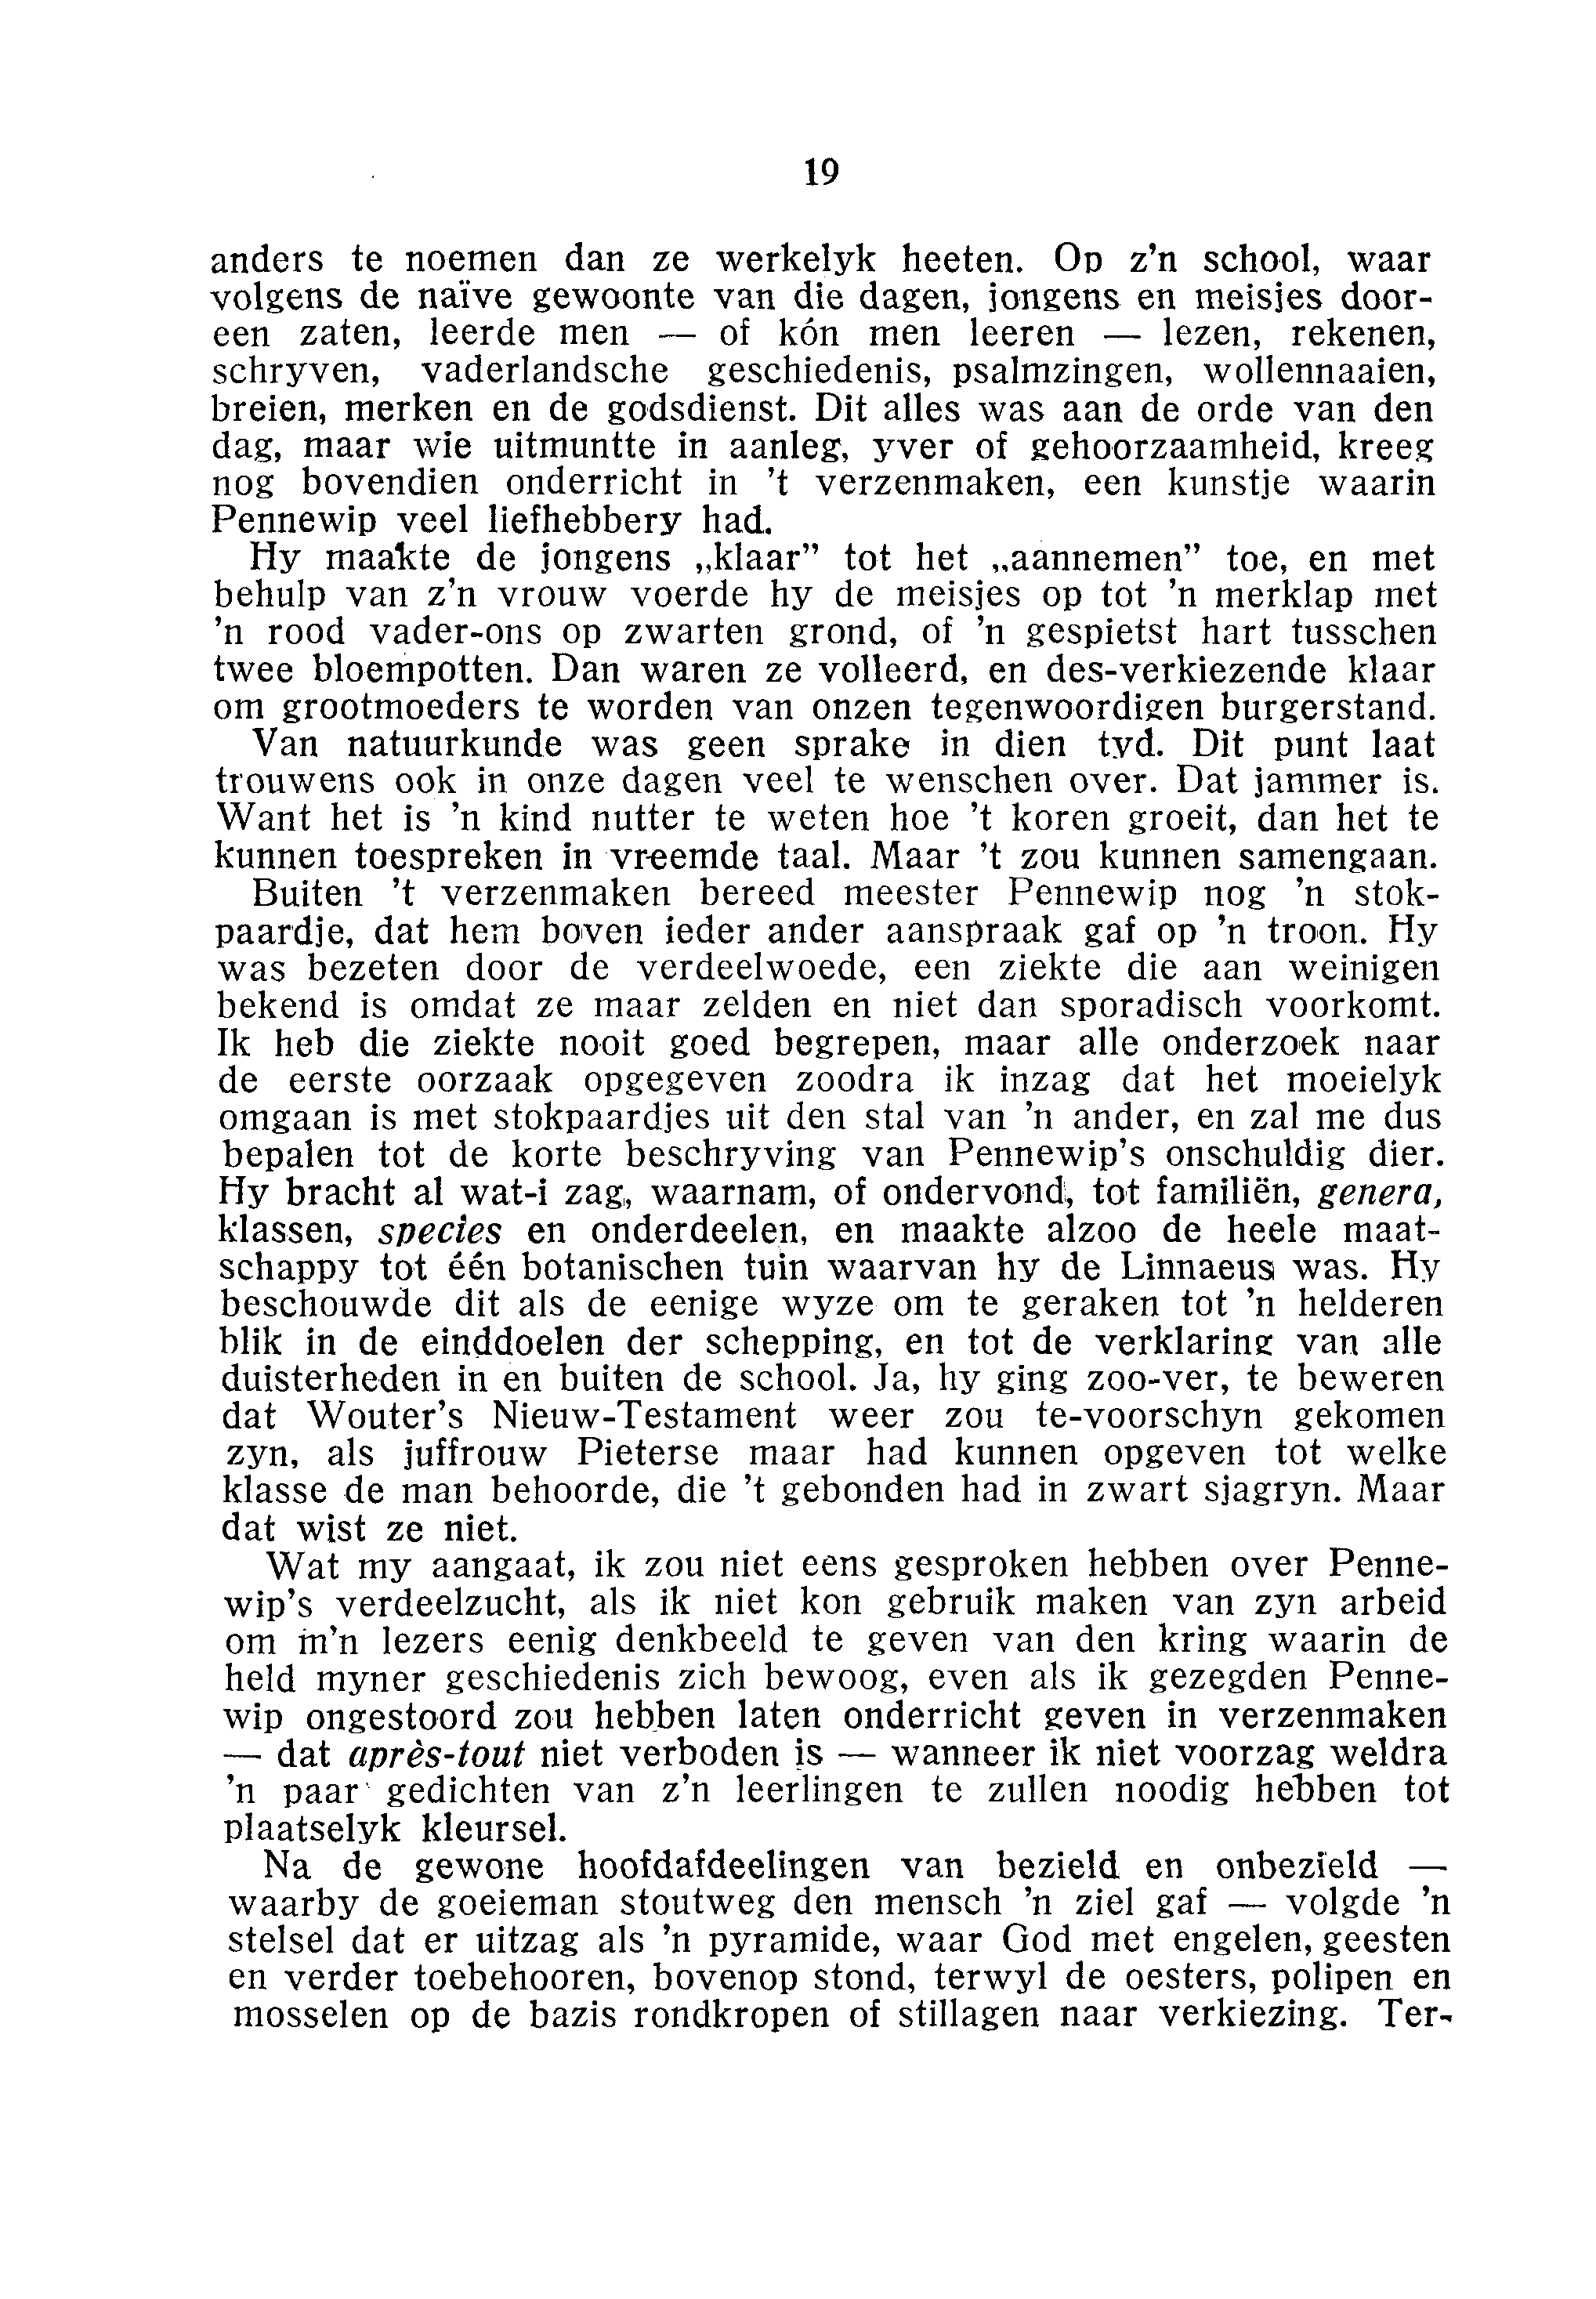 19
anders te noemen dan ze werkelyk heeten. Op z'n school, waar
volgens de naïve gewoonte van die dagen, jongens en meisjes door-
een zaten, leerde men — of kón men leeren — lezen, rekenen,
schryven, vaderlandsche geschiedenis, psalmzingen, wollennaaien,
breien, merken en de godsdienst. Dit alles was aan de orde van den
dag, maar wie uitmuntte in aanleg, yver of gehoorzaamheid, kreeg
nog bovendien onderricht in 't verzenmaken, een kunstje waarin
Pennewip veel liefhebbery had.
Hy maakte de jongens „klaar” tot het „aannemen” toe, en met
behulp van z'n vrouw voerde hy de meisjes op tot 'n merklap met
'n rood vader-ons op zwarten grond, of 'n gespietst hart tusschen
twee bloempotten. Dan waren ze volleerd, en des-verkiezende klaar
om grootmoeders te worden van onzen tegenwoordigen burgerstand.
Van natuurkunde was geen sprake in dien tyd. Dit punt laat
trouwens ook in onze dagen veel te wenschen over. Dat jammer is.
Want het is 'n kind nutter te weten hoe 't koren groeit, dan het te
kunnen toespreken in vreemde taal. Maar 't zou kunnen samengaan.
Buiten 't verzenmaken bereed meester Pennewip nog 'n stok-
paardje, dat hem boven ieder ander aanspraak gaf op 'n troon. Hy
was bezeten door de verdeelwoede, een ziekte die aan weinigen
bekend is omdat ze maar zelden en niet dan sporadisch voorkomt.
Ik heb die ziekte nooit goed begrepen, maar alle onderzoek naar
de eerste oorzaak opgegeven zoodra ik inzag dat het moeielyk
omgaan is met stokpaardjes uit den stal van 'n ander, en zal me dus
bepalen tot de korte beschryving van Pennewip's onschuldig dier.
Hy bracht al wat-i zag, waarnam, of ondervond, tot familiën, genera,
klassen, species en onderdeelen, en maakte alzoo de heele maat-
schappy tot één botanischen tuin waarvan hy de Linnaeus was. Hy
beschouwde dit als de eenige wyze om te geraken tot 'n helderen
blik in de einddoelen der schepping, en tot de verklaring van alle
duisterheden in en buiten de school. Ja, hy ging zoo-ver, te beweren
dat Wouter's Nieuw-Testament weer zou te-voorschyn gekomen
zyn, als juffrouw Pieterse maar had kunnen opgeven tot welke
klasse de man behoorde, die 't gebonden had in zwart sjagryn. Maar
dat wist ze niet.
Wat my aangaat, ik zou niet eens gesproken hebben over Penne-
wip's verdeelzucht, als ik niet kon gebruik maken van zyn arbeid
om m'n lezers eenig denkbeeld te geven van den kring waarin de
held myner geschiedenis zich bewoog, even als ik gezegden Penne-
wip ongestoord zou hebben laten onderricht geven in verzenmaken
— dat après-tout niet verboden is — wanneer ik niet voorzag weldra
'n paar gedichten van z'n leerlingen te zullen noodig hebben tot
plaatselyk kleursel.
Na de gewone hoofdafdeelingen van bezield en onbezield —
waarby de goeieman stoutweg den mensch 'n ziel gaf — volgde 'n
stelsel dat er uitzag als 'n pyramide, waar God met engelen, geesten
en verder toebehooren, bovenop stond, terwyl de oesters, polipen en
mosselen op de bazis rondkropen of stillagen naar verkiezing. Ter-